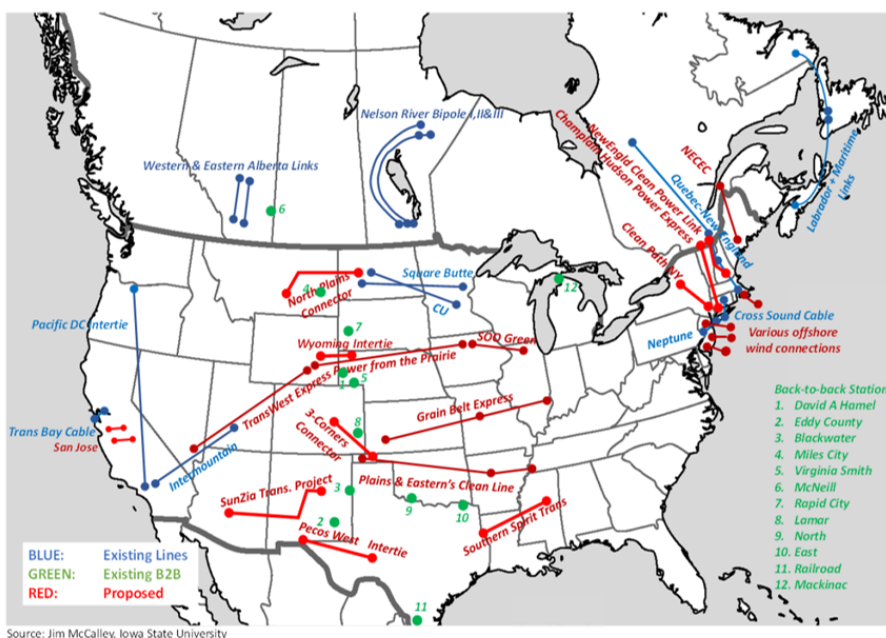 Nelson River Bipole I,II&III
Western & Eastern Alberta Links
6
NewEngld Clean Power Link
Champlain Hudson Power Express
NECEC
Quebec-New England
Labrador + Maritime
Links
Clean Path NY
Square Butte
CU
4
North Plains
Connector
12
Pacific DC Intertie
7
Wyoming Intertie
SOO Green
Cross Sound Cable
Neptune
Various offshore
wind connections
TransWest Express
Power from the Prairie
1
5
Grain Belt Express
3-Corners
Connector
8
Trans Bay Cable
San Jose
Intermountain
Plains & Eastern's Clean Line
SunZia Trans. Project
3
9
10
2
Southern Spirit Trans
Pecos West Intertie
11
Back-to-back Station
1. David A Hamel
2. Eddy County
3. Blackwater
4. Miles City
5. Virginia Smith
6. McNeill
7. Rapid City
8. Lamar
9. North
10. East
11. Railroad
12. Mackinac
BLUE: Existing Lines
GREEN: Existing B2B
RED: Proposed
Source: Jim McCalley, Iowa State University